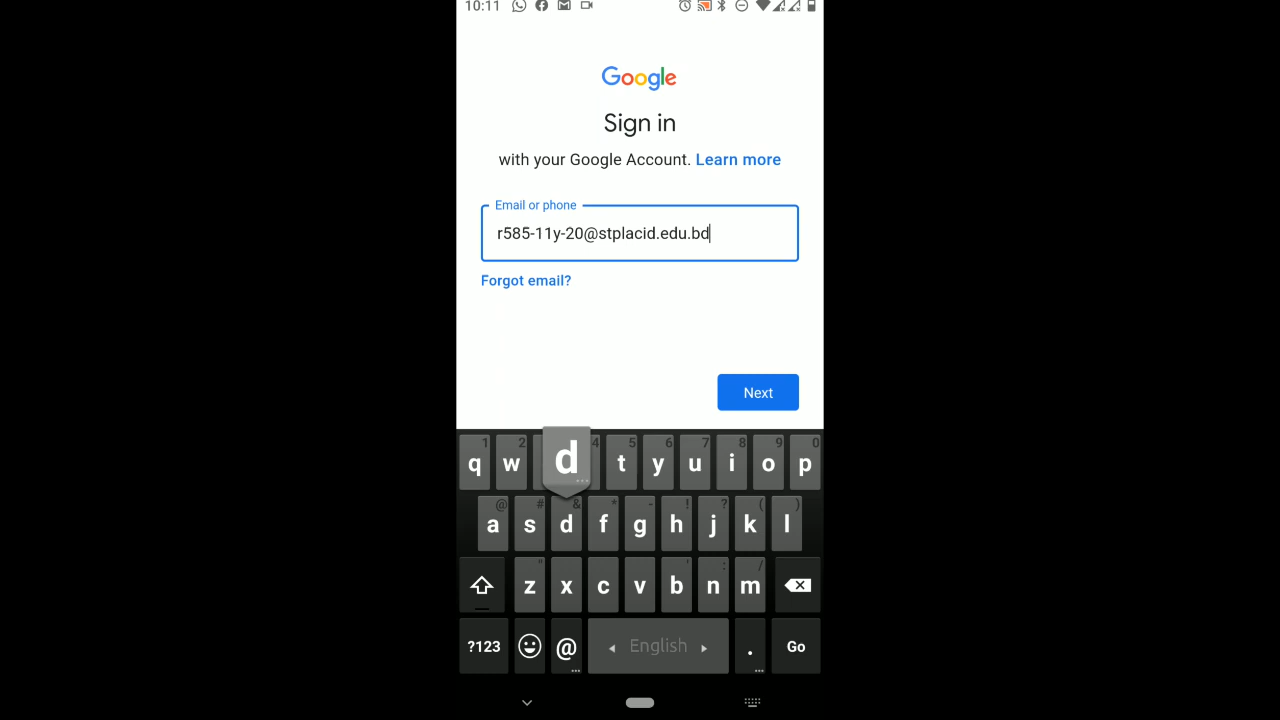 10:11
Google
Sign in
with your Google Account. Learn more
Email or phone
r585-11y-20@stplacid.edu.bd
Forgot email?
Next
1 2 4 5 6 7 8 9 0
q w d t y u i o p
@ # & * - ! ? ( )
a s d f g h j k l
" ' : /
z x c v b n m
?123 @ English . Go